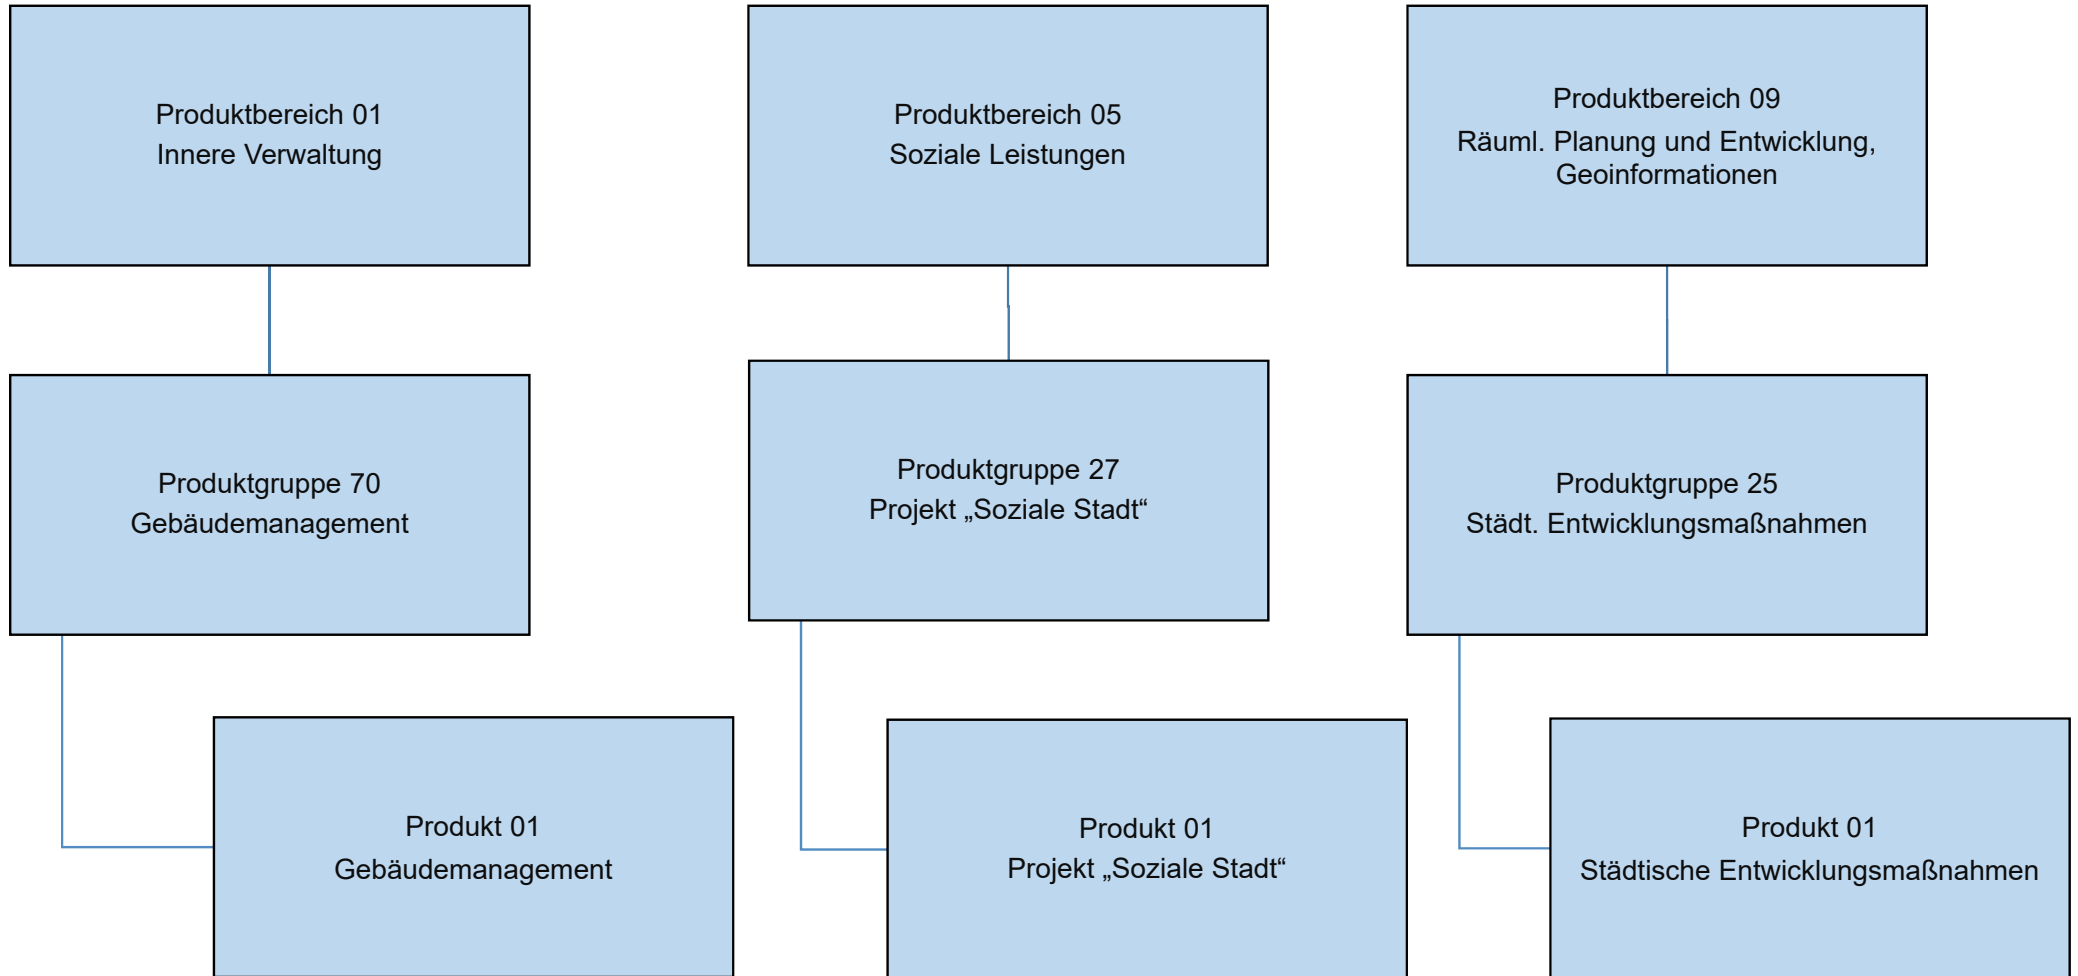 Produktbereich 01
Innere Verwaltung
Produktbereich 05
Soziale Leistungen
Produktbereich 09
Räuml. Planung und Entwicklung,
Geoinformationen
Produktgruppe 70
Gebäudemanagement
Produktgruppe 27
Projekt „Soziale Stadt“
Produktgruppe 25
Städt. Entwicklungsmaßnahmen
Produkt 01
Gebäudemanagement
Produkt 01
Projekt „Soziale Stadt“
Produkt 01
Städtische Entwicklungsmaßnahmen